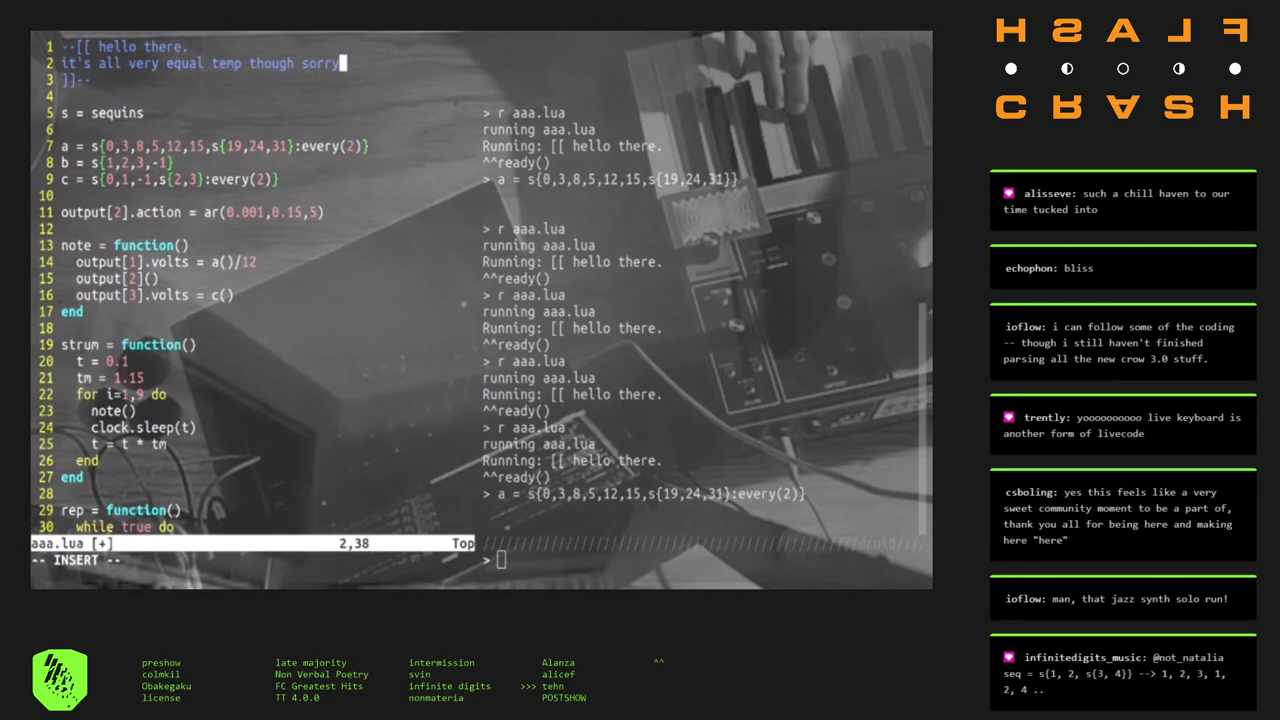 1 --[[ hello there.
2 it's all very equal temp though sorry
3 ]]--
4
5 s = sequins
6
7 a = s{0,3,8,5,12,15,s{19,24,31}:every(2)}
8 b = s{1,2,3,-1}
9 c = s{0,1,-1,s{2,3}:every(2)}
10
11 output[2].action = ar(0.001,0.15,5)
12
13 note = function()
14 output[1].volts = a()/12
15 output[2]()
16 output[3].volts = c()
17 end
18
19 strum = function()
20 t = 0.1
21 tm = 1.15
22 for i=1,9 do
23 note()
24 clock.sleep(t)
25 t = t * tm
26 end
27 end
28
29 rep = function()
30 while true do
aaa.lua [+] 2,38 Top
-- INSERT --
> r aaa.lua
running aaa.lua
Running: [[ hello there.
^^ready()
> a = s{0,3,8,5,12,15,s{19,24,31}}
> r aaa.lua
running aaa.lua
Running: [[ hello there.
^^ready()
> r aaa.lua
running aaa.lua
Running: [[ hello there.
^^ready()
> r aaa.lua
running aaa.lua
Running: [[ hello there.
^^ready()
> r aaa.lua
running aaa.lua
Running: [[ hello there.
^^ready()
> a = s{0,3,8,5,12,15,s{19,24,31}:every(2)}
////////////////////////////////////////////////////druid////
>
FLASH
CRASH
alisseve: such a chill haven to our
time tucked into
echophon: bliss
ioflow: i can follow some of the coding
-- though i still haven't finished
parsing all the new crow 3.0 stuff.
trently: yoooooooooo live keyboard is
another form of livecode
csboling: yes this feels like a very
sweet community moment to be a part of,
thank you all for being here and making
here "here"
ioflow: man, that jazz synth solo run!
infinitedigits_music: @not_natalia
seq = s{1, 2, s{3, 4}} --> 1, 2, 3, 1,
2, 4 ..
preshow
colmkil
Obakegaku
license
late majority
Non Verbal Poetry
FC Greatest Hits
TT 4.0.0
intermission
svin
infinite digits
nonmateria
Alanza
alicef
>>> tehn
POSTSHOW
^^